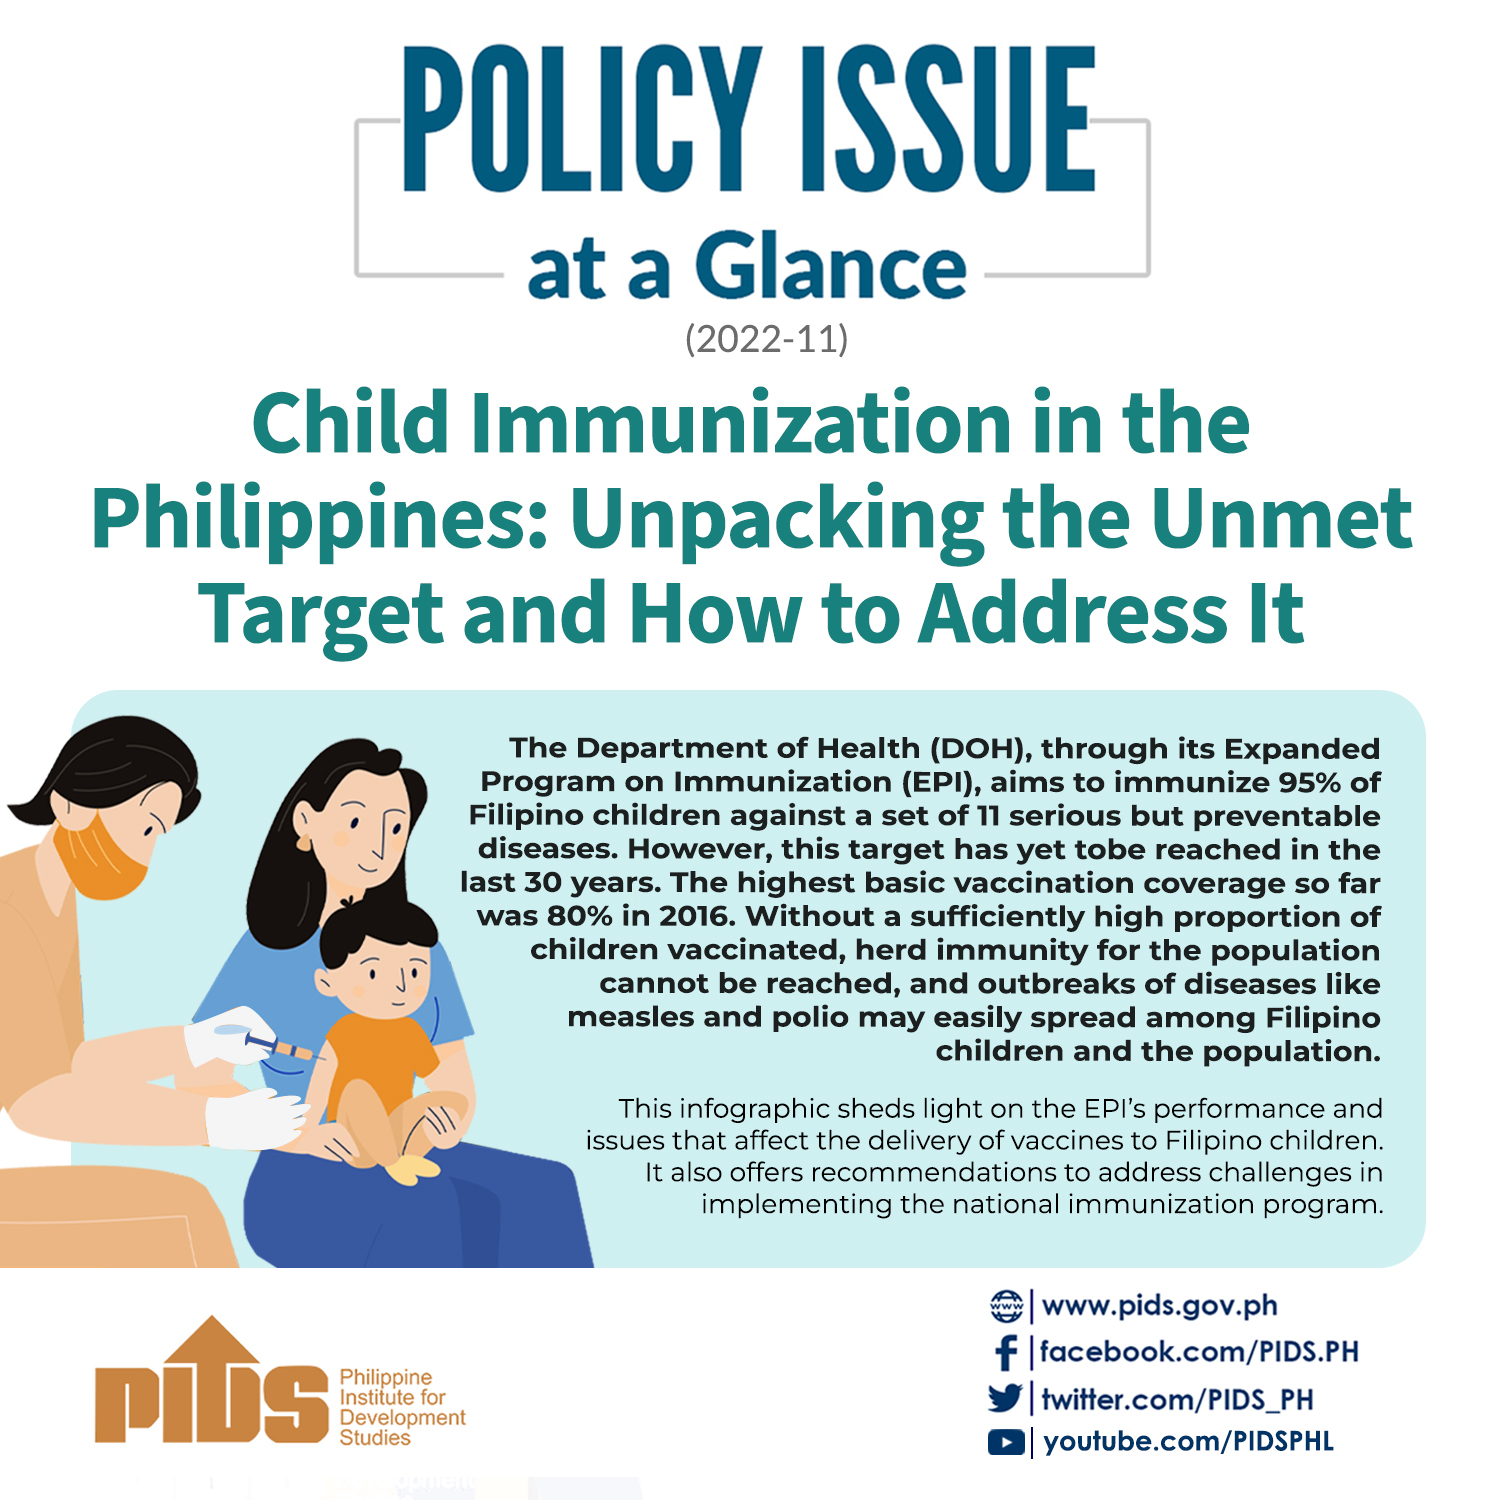 POLICY ISSUE
at a Glance
(2022-11)
Child Immunization in the
Philippines: Unpacking the Unmet
Target and How to Address It
The Department of Health (DOH), through its Expanded
Program on Immunization (EPI), aims to immunize 95% of
Filipino children against a set of 11 serious but preventable
diseases. However, this target has yet tobe reached in the
last 30 years. The highest basic vaccination coverage so far
was 80% in 2016. Without a sufficiently high proportion of
children vaccinated, herd immunity for the population
cannot be reached, and outbreaks of diseases like
measles and polio may easily spread among Filipino
children and the population.
This infographic sheds light on the EPI's performance and
issues that affect the delivery of vaccines to Filipino children.
It also offers recommendations to address challenges in
implementing the national immunization program.
PIDS
Philippine
Institute for
Development
Studies
www
www.pids.gov.ph
facebook.com/PIDS.PH
twitter.com/PIDS_PH
youtube.com/PIDSPHL